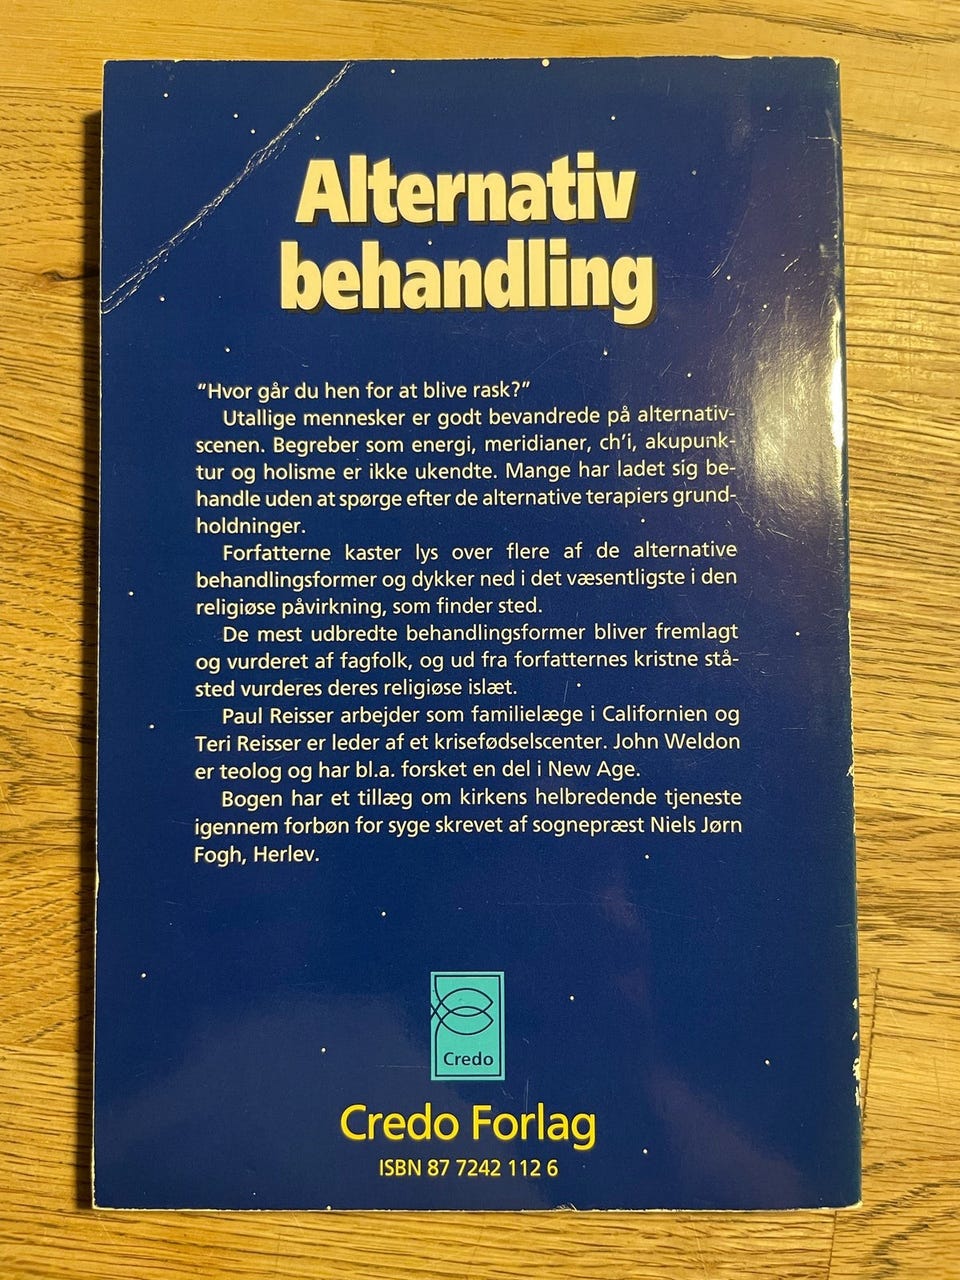 Alternativ
behandling
"Hvor går du hen for at blive rask?"
Utallige mennesker er godt bevandrede på alternativ-
scenen. Begreber som energi, meridianer, ch'i, akupunk-
tur og holisme er ikke ukendte. Mange har ladet sig be-
handle uden at spørge efter de alternative terapiers grund-
holdninger.
Forfatterne kaster lys over flere af de alternative
behandlingsformer og dykker ned i det væsentligste i den
religiøse påvirkning, som finder sted.
De mest udbredte behandlingsformer bliver fremlagt
og vurderet af fagfolk, og ud fra forfatternes kristne stå-
sted vurderes deres religiøse islæt.
Paul Reisser arbejder som familielæge i Californien og
Teri Reisser er leder af et krisefødselscenter. John Weldon
er teolog og har bl.a. forsket en del i New Age.
Bogen har et tillæg om kirkens helbredende tjeneste
igennem forbøn for syge skrevet af sognepræst Niels Jørn
Fogh, Herlev.
Credo
Credo Forlag
ISBN 87 7242 112 6